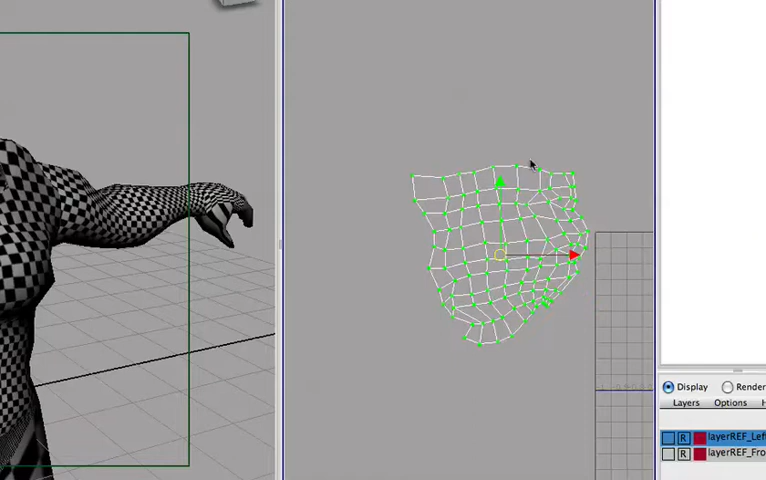 Display
Render
Layers Options
R layerREF_Lef
R layerREF_Fro